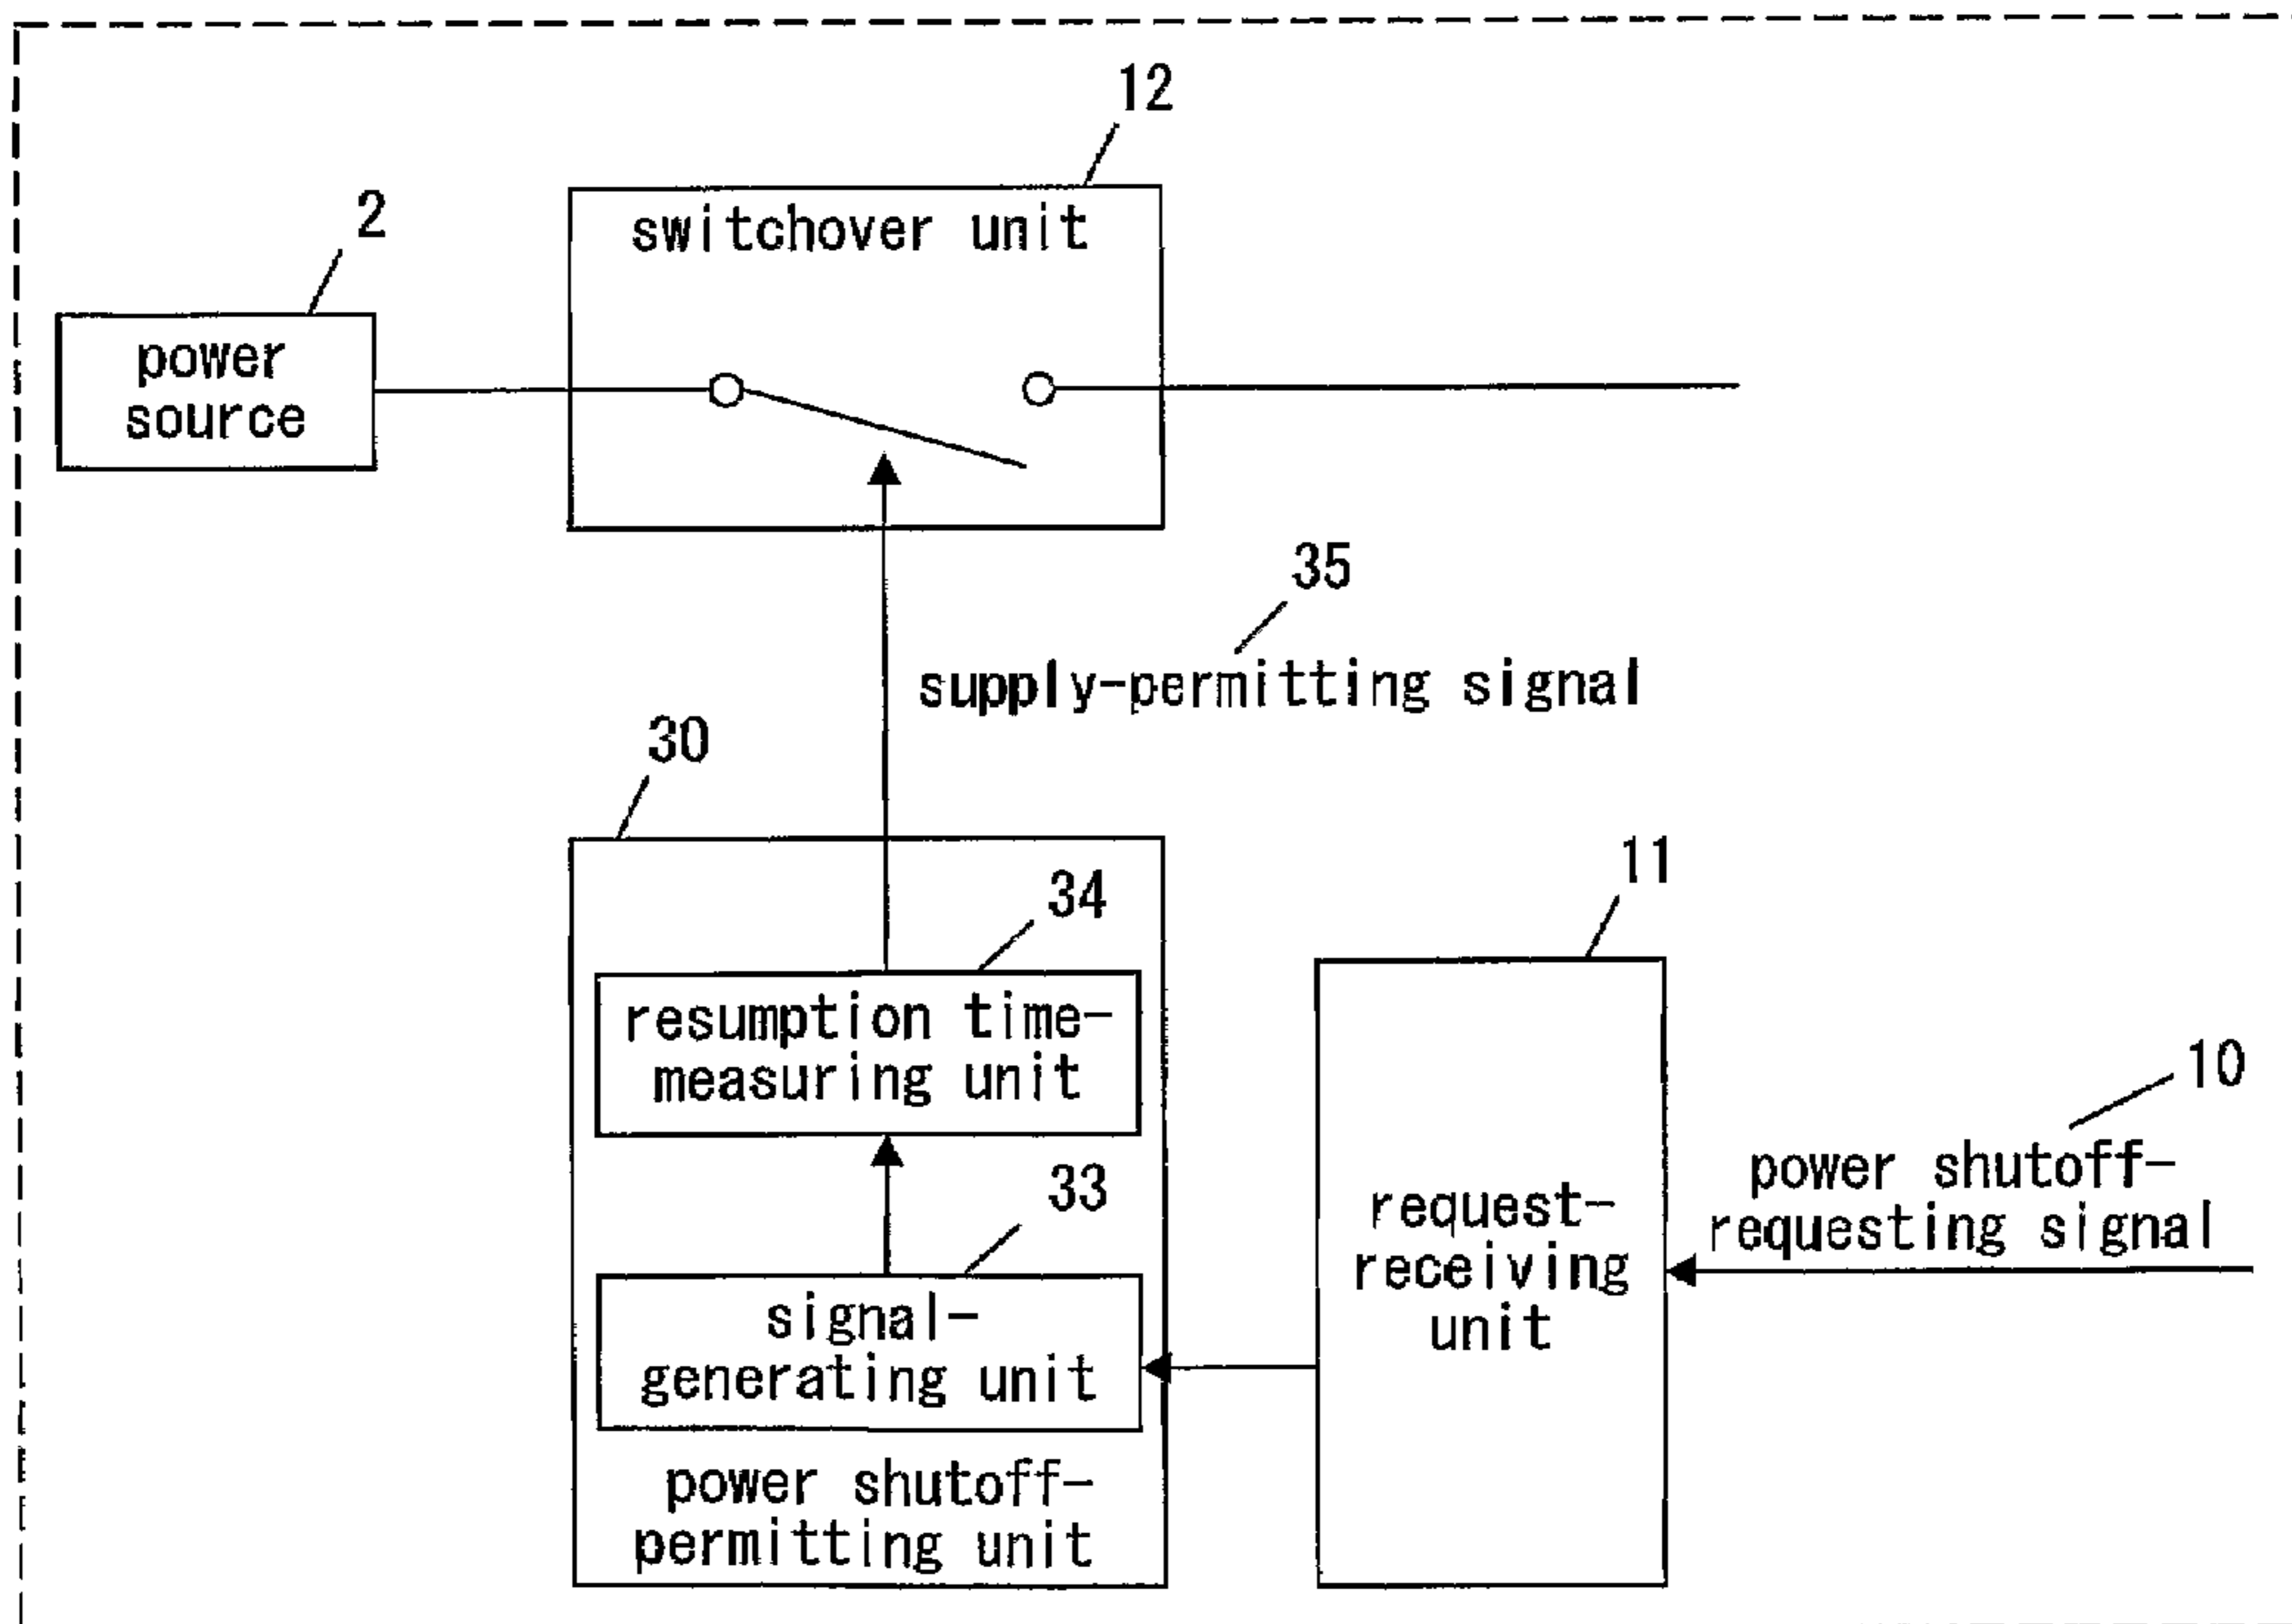 12
switchover unit
2
power
source
35
supply-permitting signal
30
34
resumption time-
measuring unit
33
signal-
generating unit
power shutoff-
permitting unit
11
request-
receiving
unit
10
power shutoff-
requesting signal